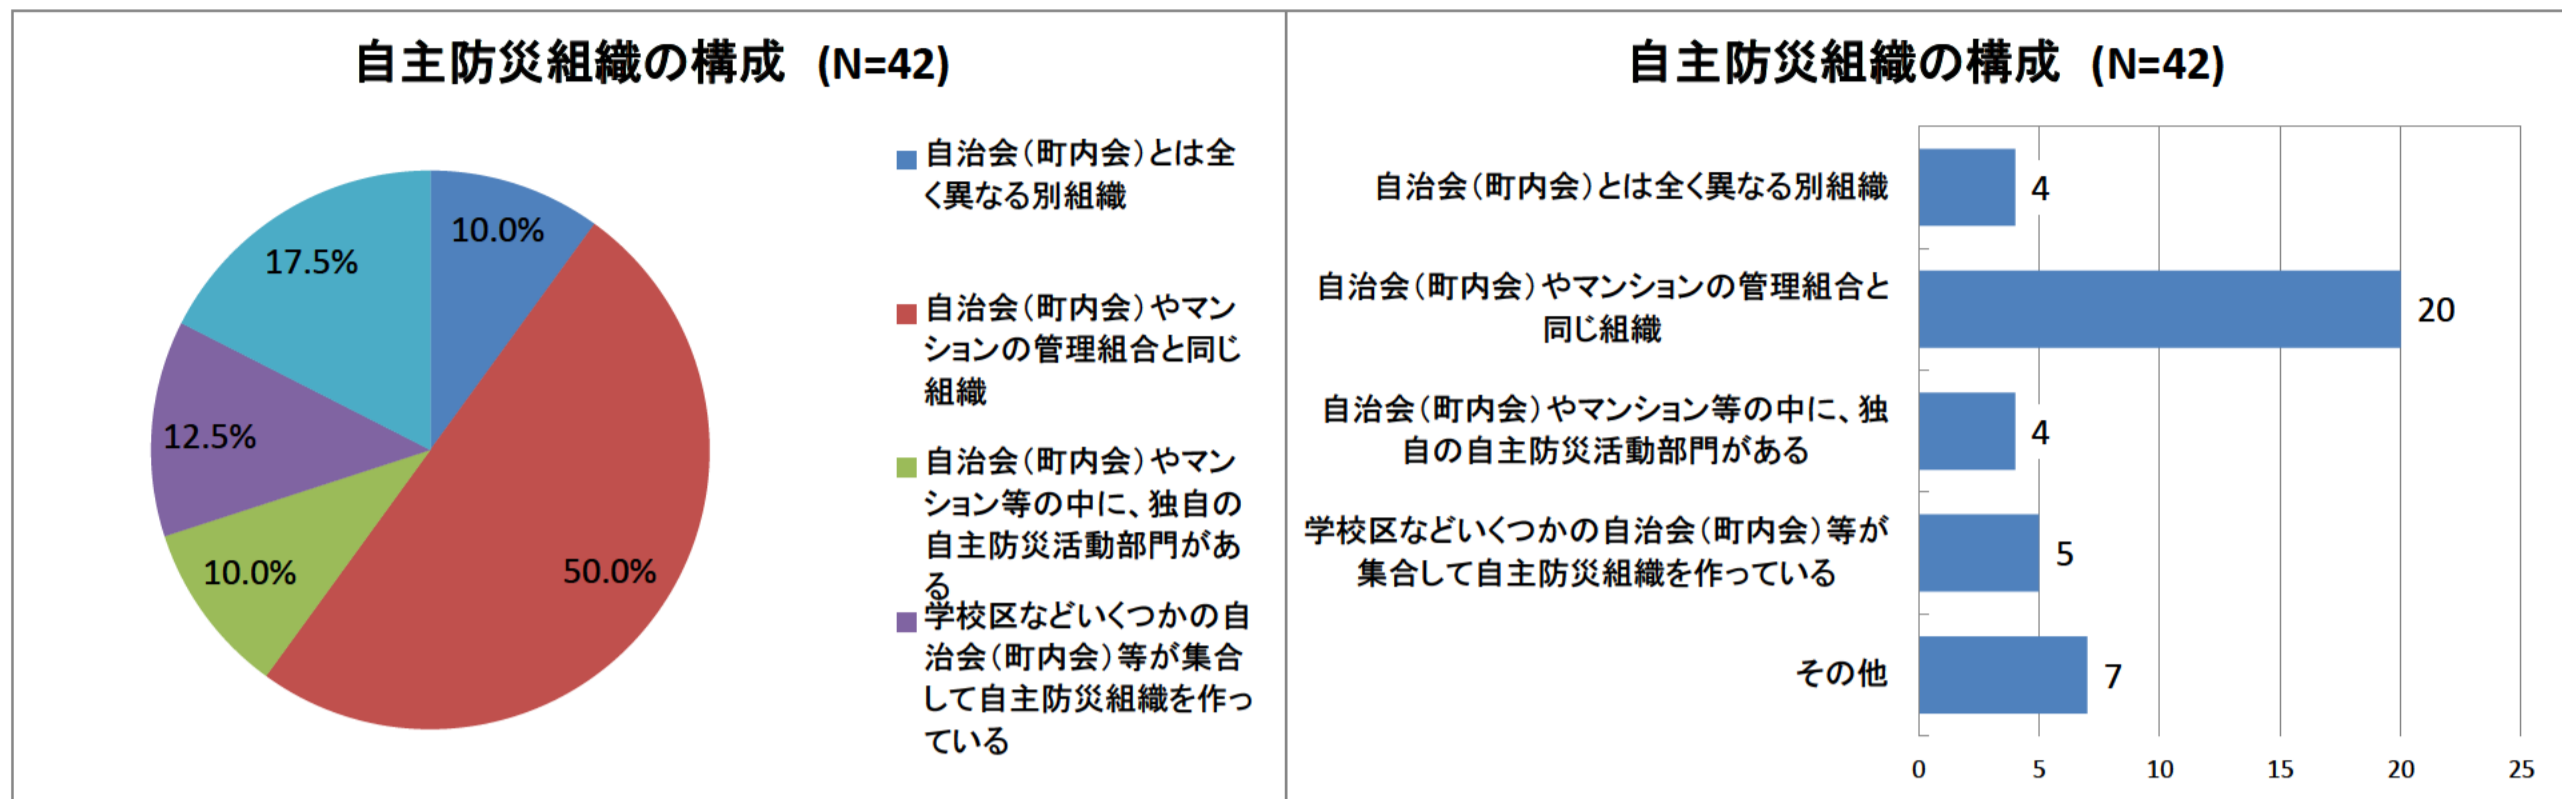 自主防災組織の構成 (N=42)
10.0%
50.0%
10.0%
12.5%
17.5%
自治会(町内会)とは全
く異なる別組織
自治会(町内会)やマン
ションの管理組合と同じ
組織
自治会(町内会)やマン
ション等の中に、独自の
自主防災活動部門があ
る
学校区などいくつかの自
治会(町内会)等が集合
して自主防災組織を作っ
ている
自主防災組織の構成 (N=42)
自治会(町内会)とは全く異なる別組織
4
自治会(町内会)やマンションの管理組合と
同じ組織
20
自治会(町内会)やマンション等の中に、独
自の自主防災活動部門がある
4
学校区などいくつかの自治会(町内会)等が
集合して自主防災組織を作っている
5
その他
7
0 5 10 15 20 25